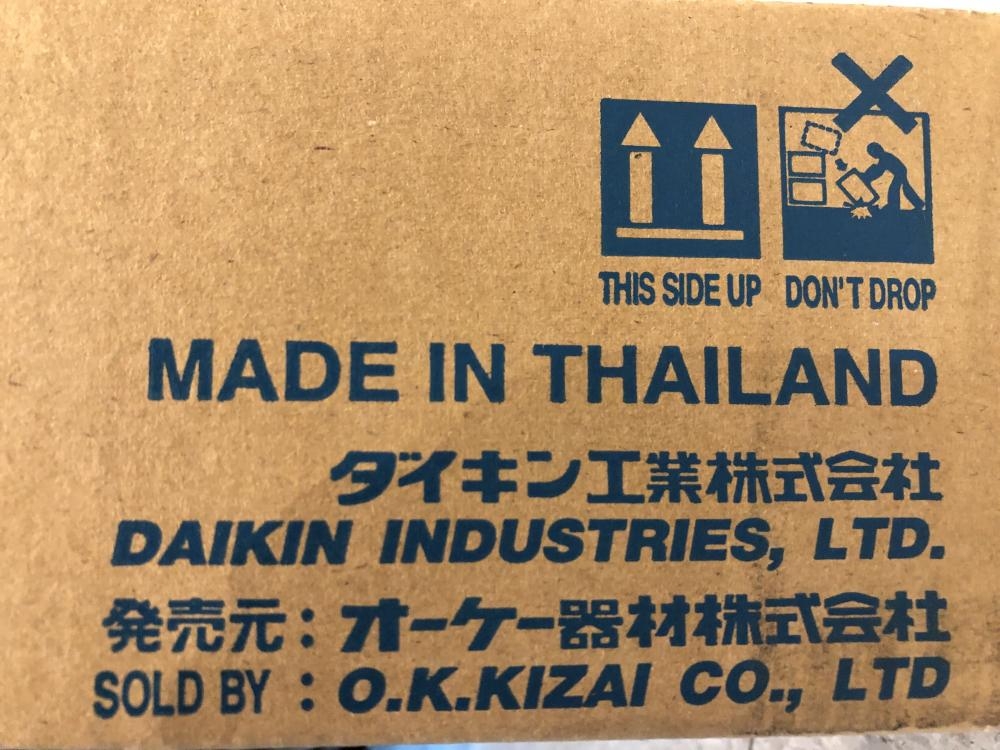 THIS SIDE UP DON'T DROP
MADE IN THAILAND
ダイキン工業株式会社
DAIKIN INDUSTRIES, LTD.
発売元：オーケー器材株式会社
SOLD BY : O.K.KIZAI CO., LTD